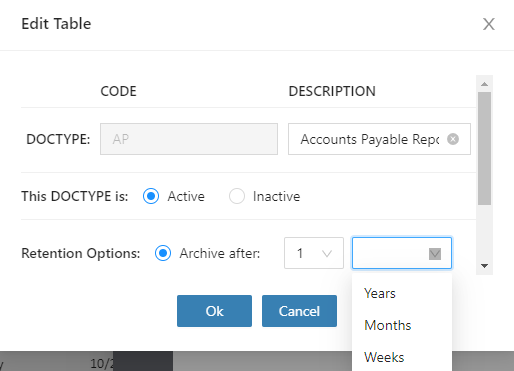 Edit Table
CODE DESCRIPTION
DOCTYPE: AP Accounts Payable Repo
This DOCTYPE is: Active Inactive
Retention Options: Archive after: 1
Years
Ok Cancel
Months
Weeks
10/2